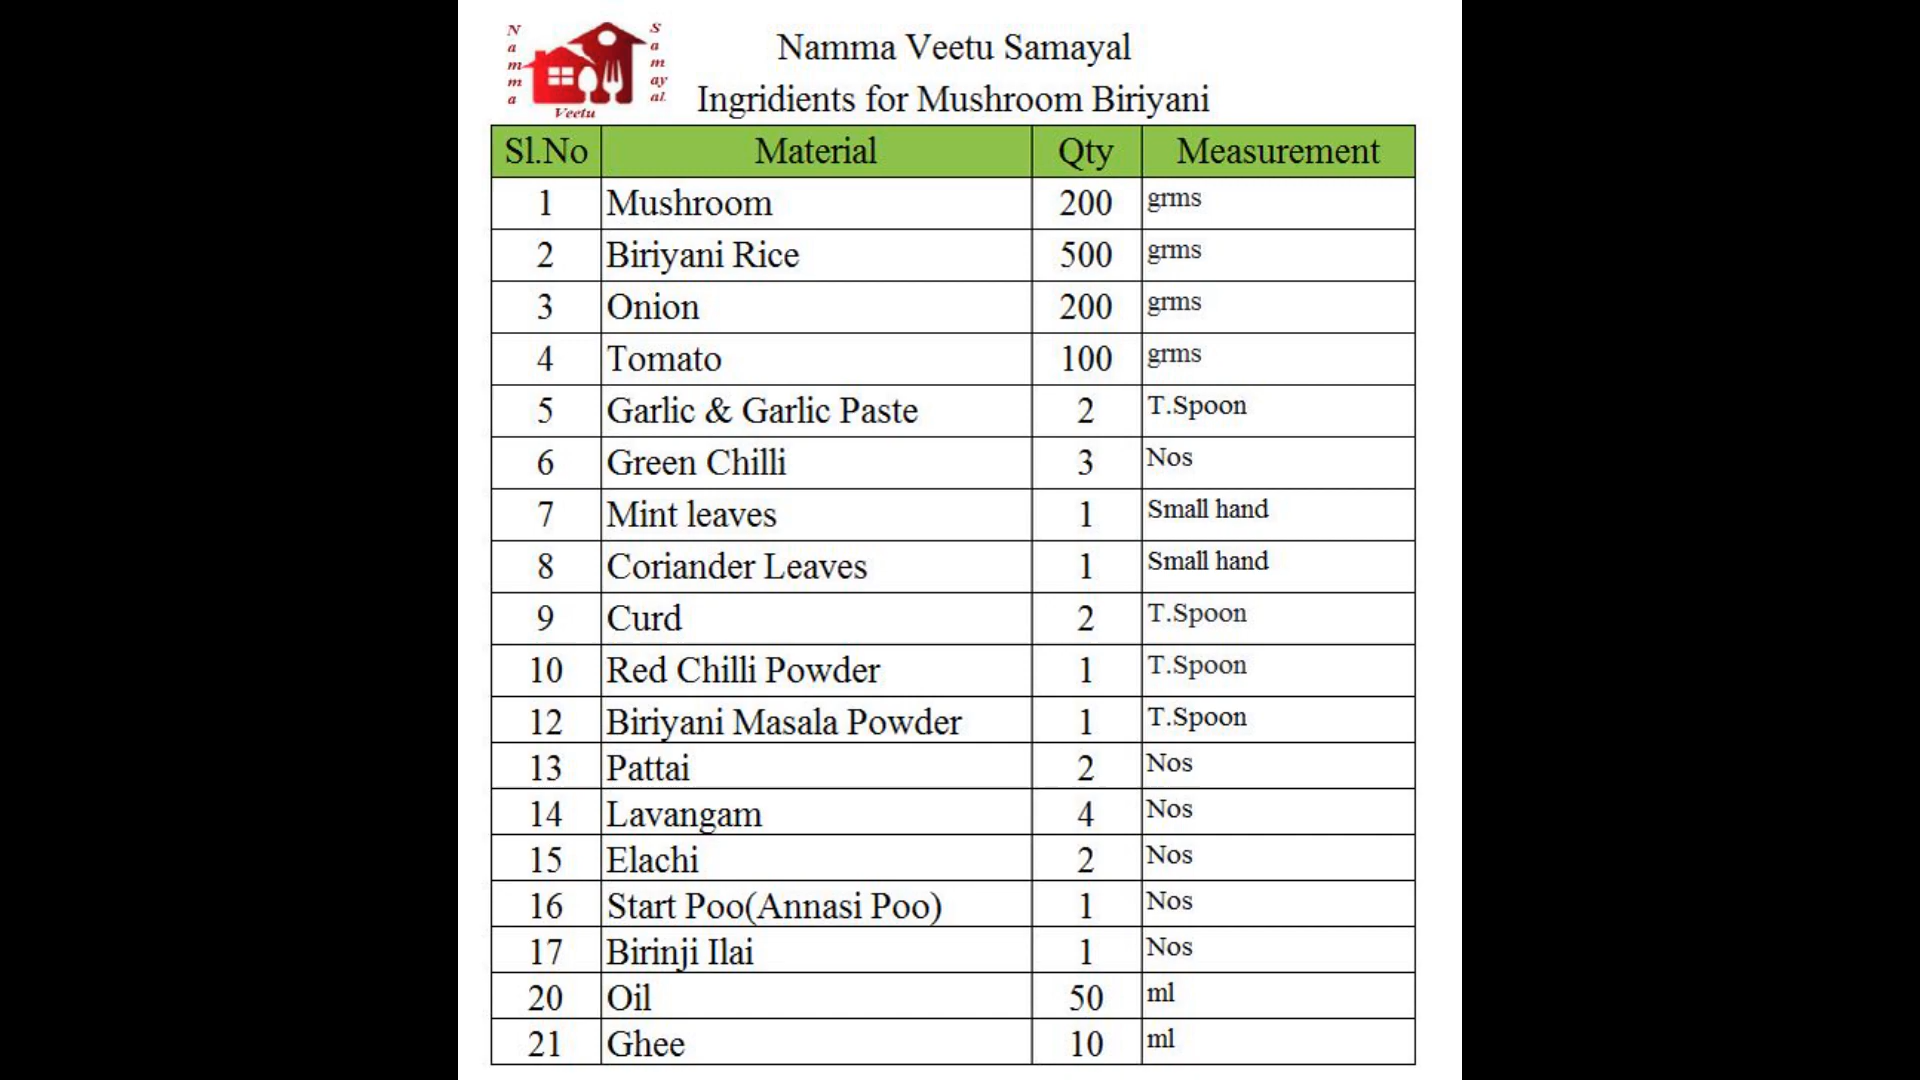 Namma
Veetu
Samayal
Namma Veetu Samayal
Ingridients for Mushroom Biriyani
Sl.No Material Qty Measurement
1 Mushroom 200 grms
2 Biriyani Rice 500 grms
3 Onion 200 grms
4 Tomato 100 grms
5 Garlic & Garlic Paste 2 T.Spoon
6 Green Chilli 3 Nos
7 Mint leaves 1 Small hand
8 Coriander Leaves 1 Small hand
9 Curd 2 T.Spoon
10 Red Chilli Powder 1 T.Spoon
12 Biriyani Masala Powder 1 T.Spoon
13 Pattai 2 Nos
14 Lavangam 4 Nos
15 Elachi 2 Nos
16 Start Poo(Annasi Poo) 1 Nos
17 Birinji Ilai 1 Nos
20 Oil 50 ml
21 Ghee 10 ml